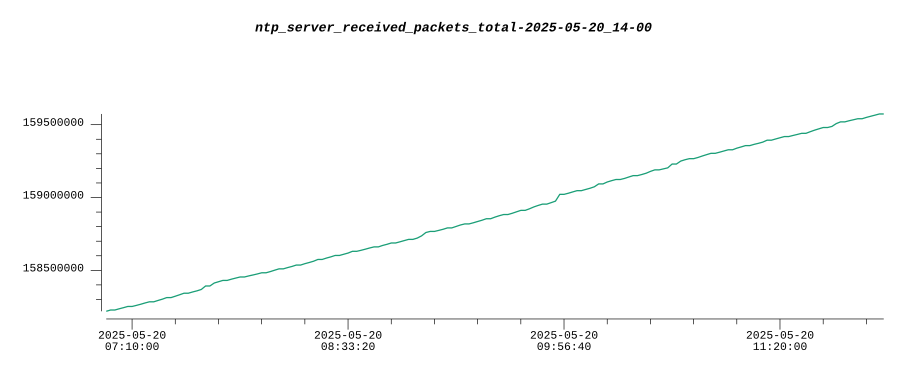 ntp_server_received_packets_total-2025-05-20_14-00
159500000
159000000
158500000
2025-05-20 2025-05-20 2025-05-20 2025-05-20
07:10:00 08:33:20 09:56:40 11:20:00